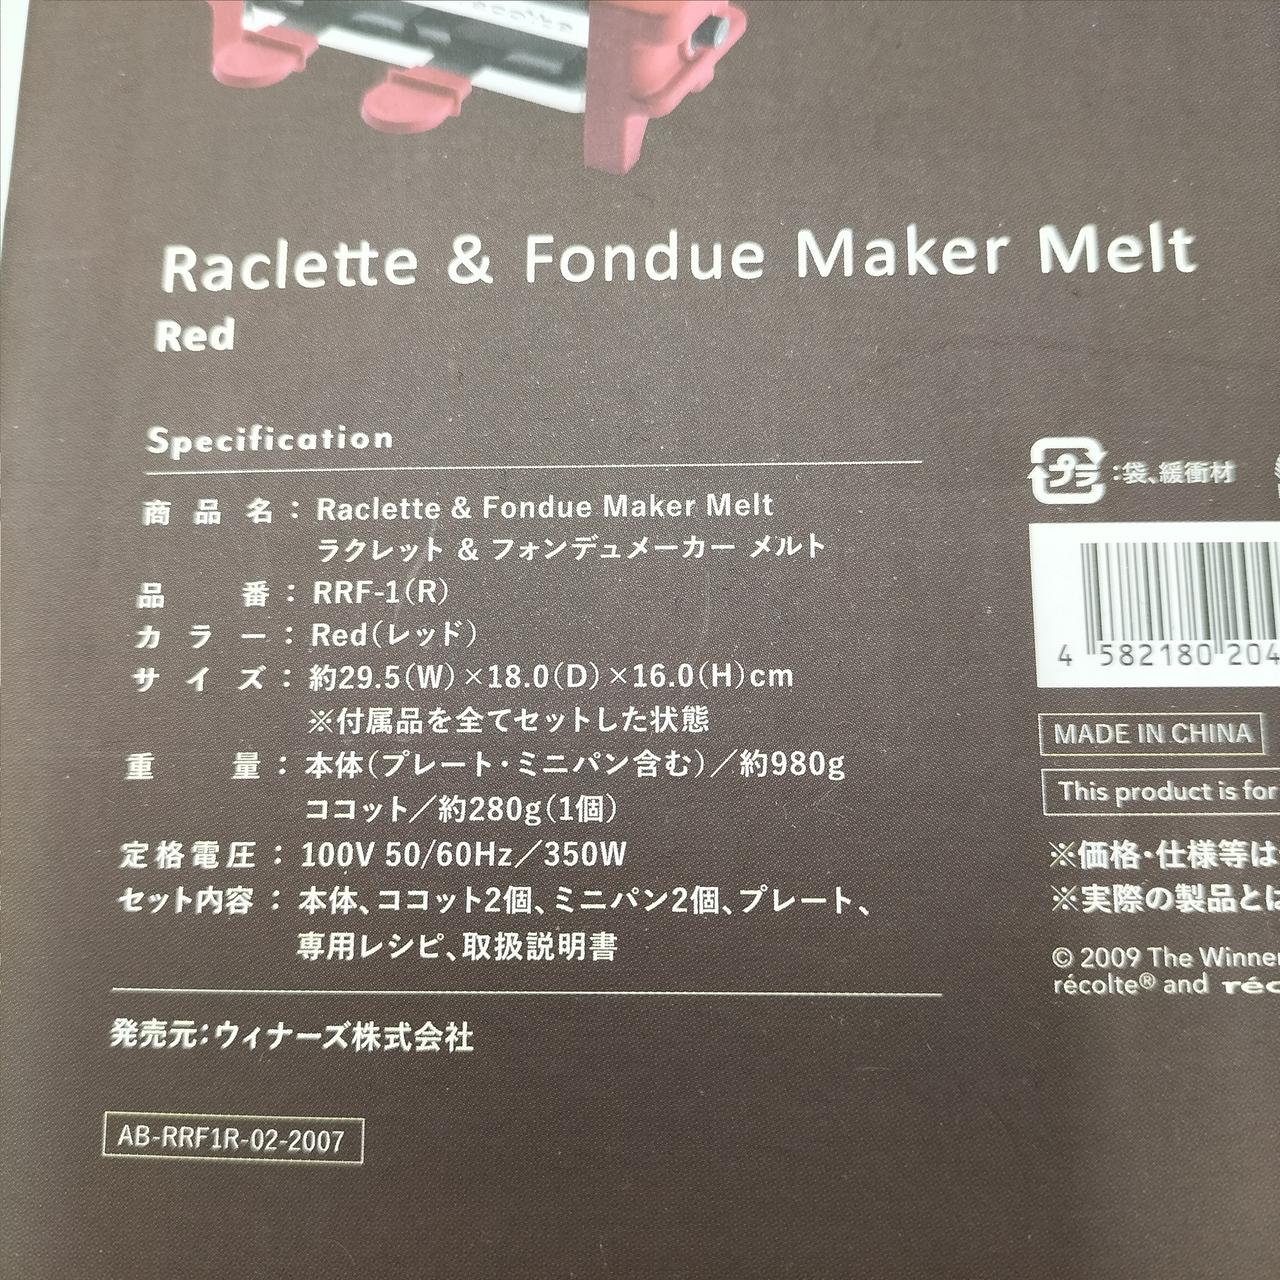 Raclette & Fondue Maker Melt
Red
Specification
商品名：Raclette & Fondue Maker Melt
ラクレット & フォンデュメーカー メルト
品番：RRF-1(R)
カラー：Red(レッド)
サイズ：約29.5(W)×18.0(D)×16.0(H)cm
※付属品を全てセットした状態
重量：本体(プレート・ミニパン含む)／約980g
ココット／約280g(1個)
定格電圧：100V 50/60Hz／350W
セット内容：本体、ココット2個、ミニパン2個、プレート、
専用レシピ、取扱説明書
発売元：ウィナーズ株式会社
AB-RRF1R-02-2007
プラ:袋、緩衝材
4 582180 204
MADE IN CHINA
This product is for
※価格・仕様等は
※実際の製品とは
© 2009 The Winner
récolte® and